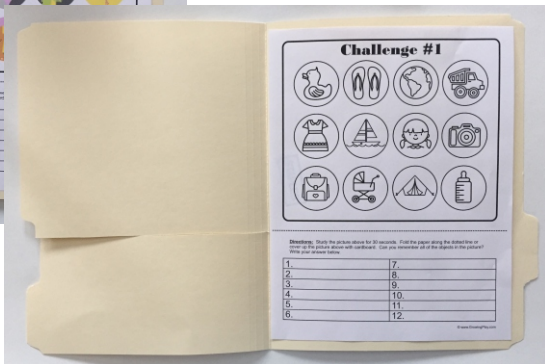 Challenge #1
Directions: Study the picture above for 30 seconds. Fold the paper along the dotted line or
cover up the picture above with cardboard. Can you remember all of the objects in the picture?
Write your answer below.
1. 7.
2. 8.
3. 9.
4. 10.
5. 11.
6. 12.